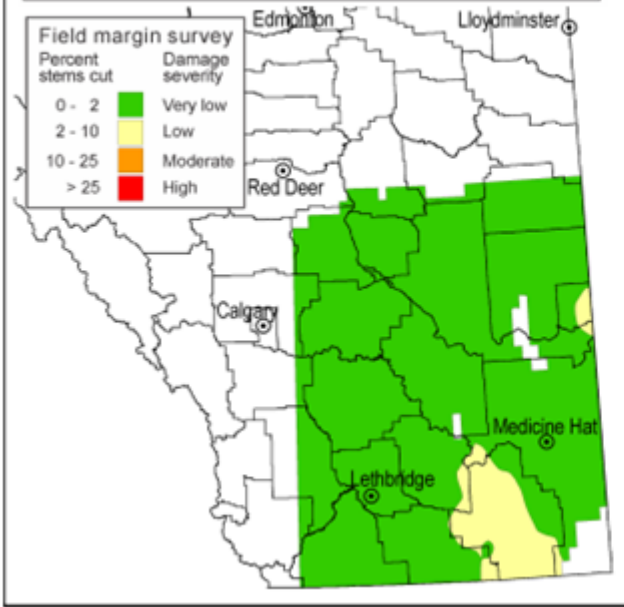 Edmonton
Lloydminster
Field margin survey
Percent stems cut
Damage severity
0 - 2 Very low
2 - 10 Low
10 - 25 Moderate
> 25 High
Red Deer
Calgary
Medicine Hat
Lethbridge